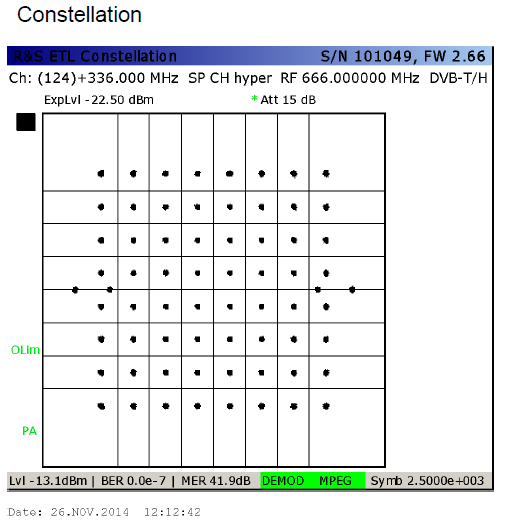 Constellation
R&S ETL Constellation S/N 101049, FW 2.66
Ch: (124)+336.000 MHz SP CH hyper RF 666.000000 MHz DVB-T/H
ExpLvl -22.50 dBm *Att 15 dB
OLim
PA
Lvl -13.1dBm | BER 0.0e-7 | MER 41.9dB DEMOD MPEG Symb 2.5000e+003
Date: 26.NOV.2014 12:12:42